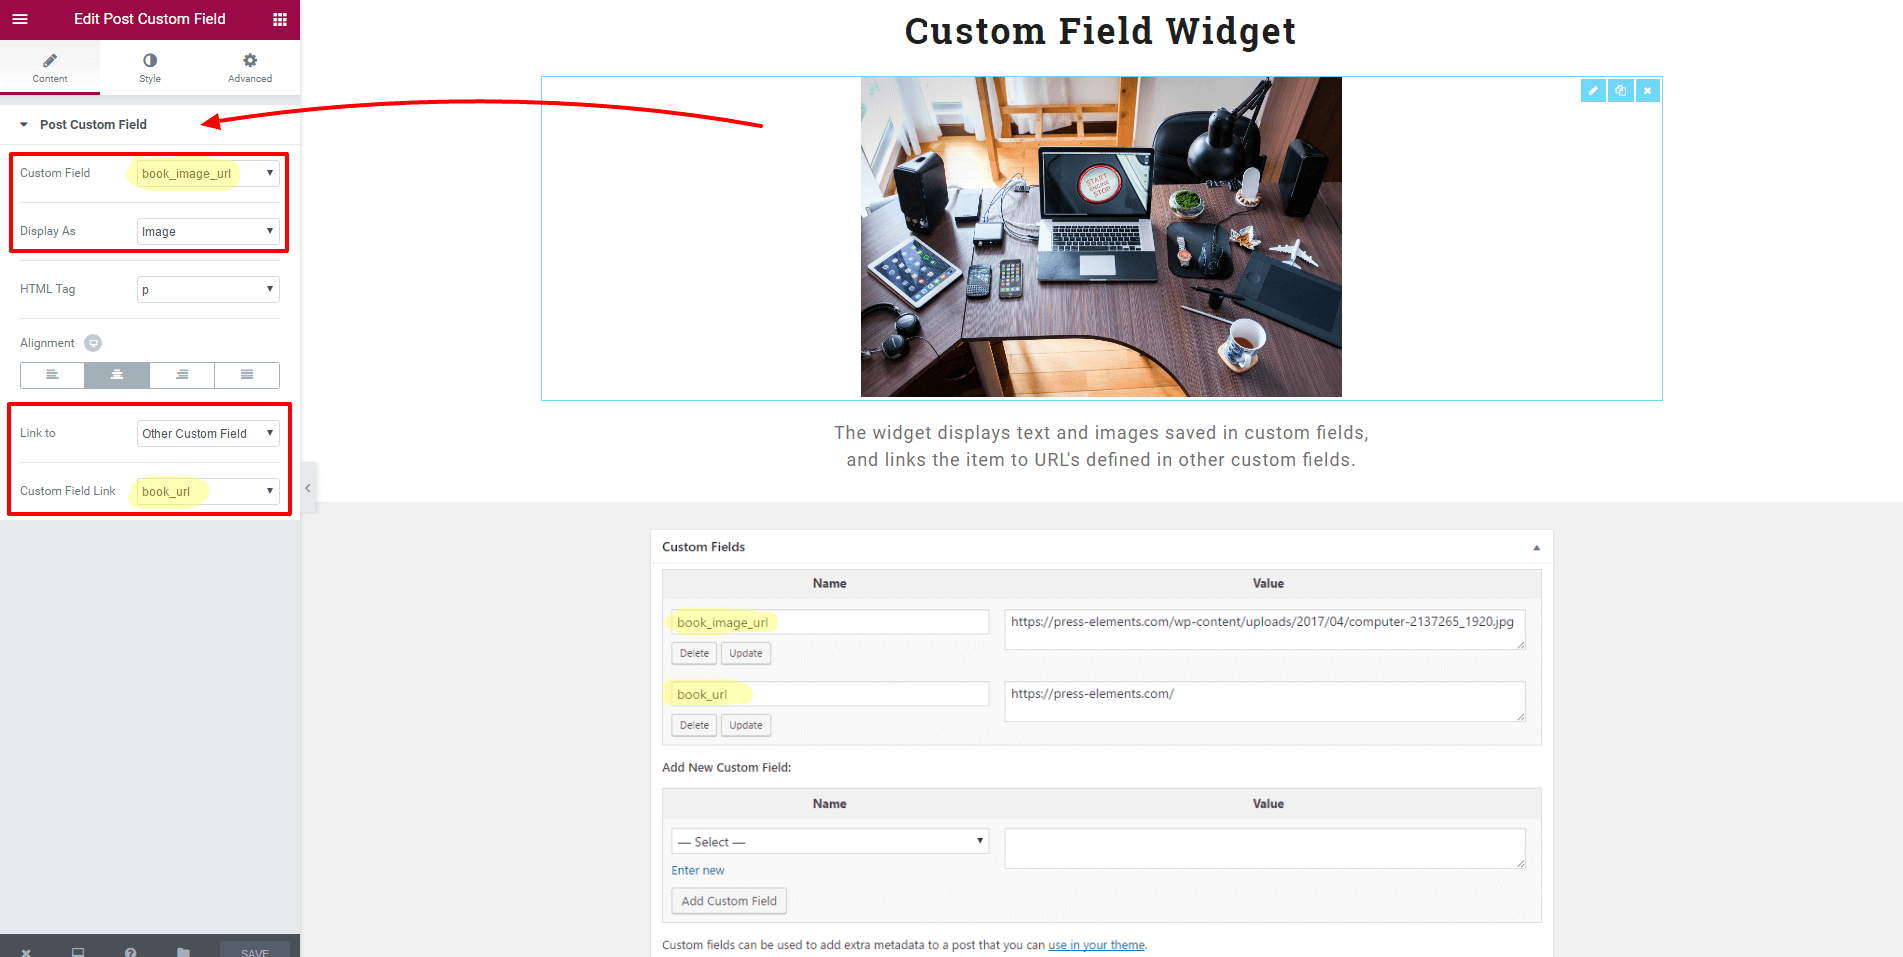 Edit Post Custom Field
Content
Style
Advanced
Post Custom Field
Custom Field
book_image_url
Display As
Image
HTML Tag
p
Alignment
Link to
Other Custom Field
Custom Field Link
book_url
SAVE
Custom Field Widget
START
ENGINE
STOP
The widget displays text and images saved in custom fields,
and links the item to URL's defined in other custom fields.
Custom Fields
Name
Value
book_image_url
https://press-elements.com/wp-content/uploads/2017/04/computer-2137265_1920.jpg
Delete
Update
book_url
https://press-elements.com/
Delete
Update
Add New Custom Field:
Name
Value
— Select —
Enter new
Add Custom Field
Custom fields can be used to add extra metadata to a post that you can use in your theme.